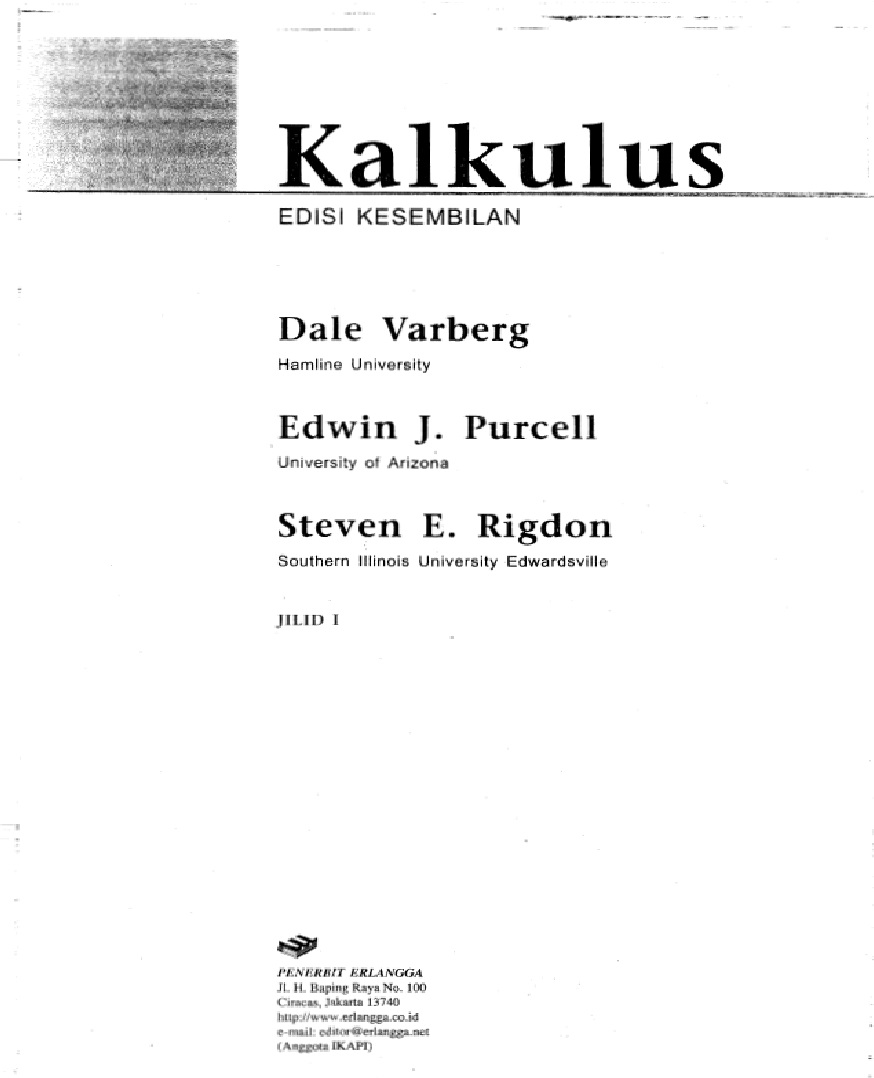 Kalkulus
EDISI KESEMBILAN
Dale Varberg
Hamline University
Edwin J. Purcell
University of Arizona
Steven E. Rigdon
Southern Illinois University Edwardsville
JILID I
PENERBIT ERLANGGA
Jl. H. Baping Raya No. 100
Ciracas, Jakarta 13740
http://www.erlangga.co.id
e-mail: editor@erlangga.net
(Anggota IKAPI)